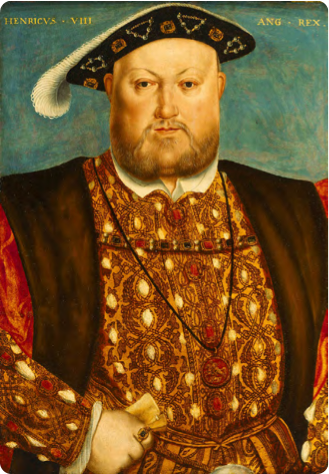 HENRICVS · VIII ANG · REX